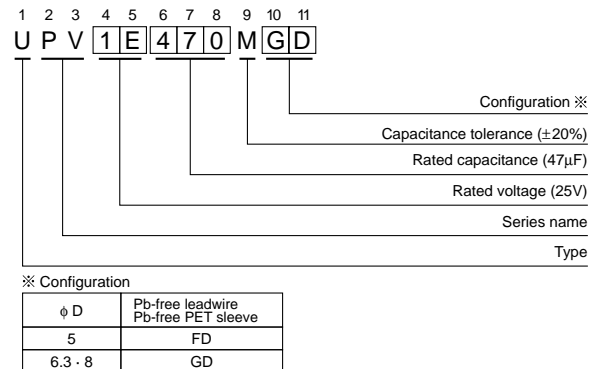 1 2 3 4 5 6 7 8 9 10 11
U P V 1 E 4 7 0 M G D
Configuration ※
Capacitance tolerance (±20%)
Rated capacitance (47µF)
Rated voltage (25V)
Series name
Type
※ Configuration
ϕ D
Pb-free leadwire
Pb-free PET sleeve
5 FD
6.3 · 8 GD